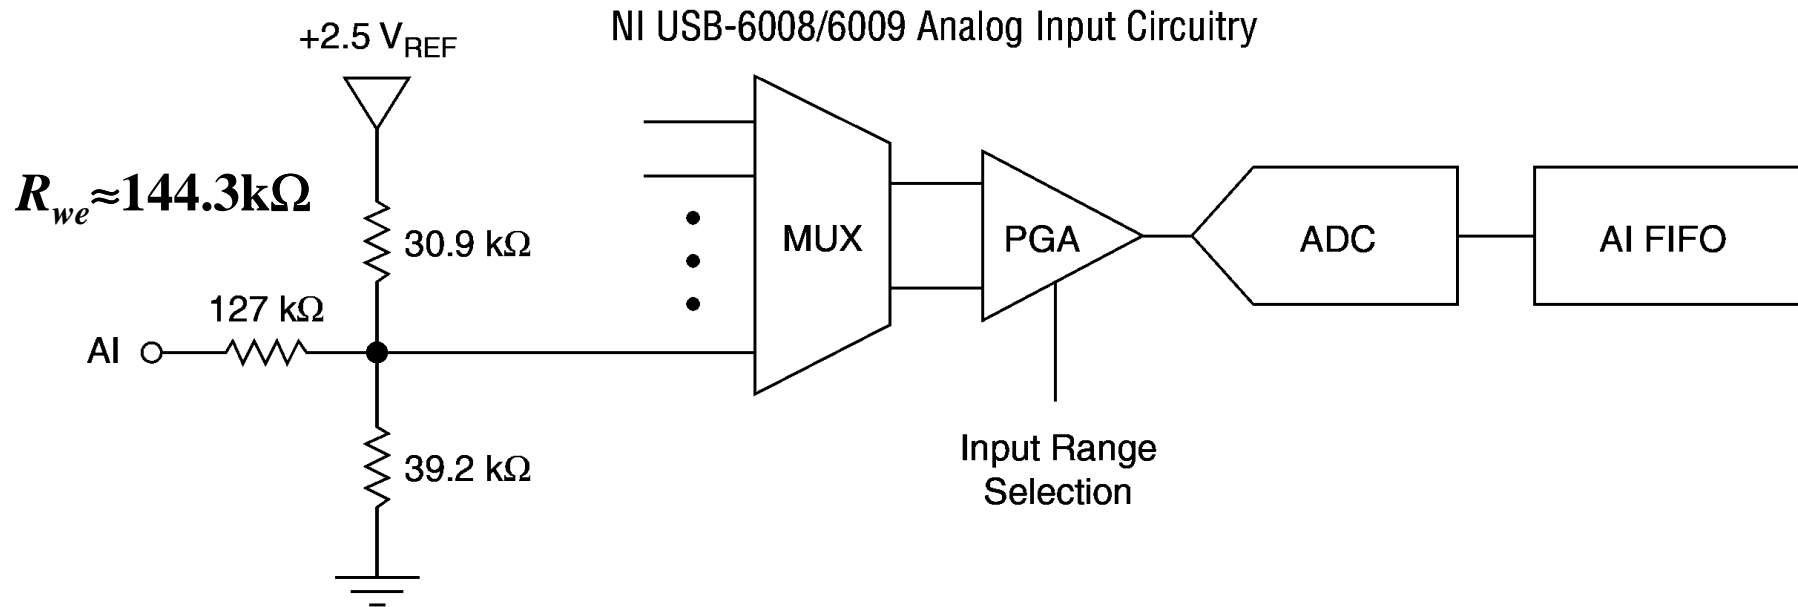 NI USB-6008/6009 Analog Input Circuitry
+2.5 VREF
Rwe≈144.3kΩ
30.9 kΩ
MUX
PGA
ADC
AI FIFO
127 kΩ
AI
39.2 kΩ
Input Range
Selection